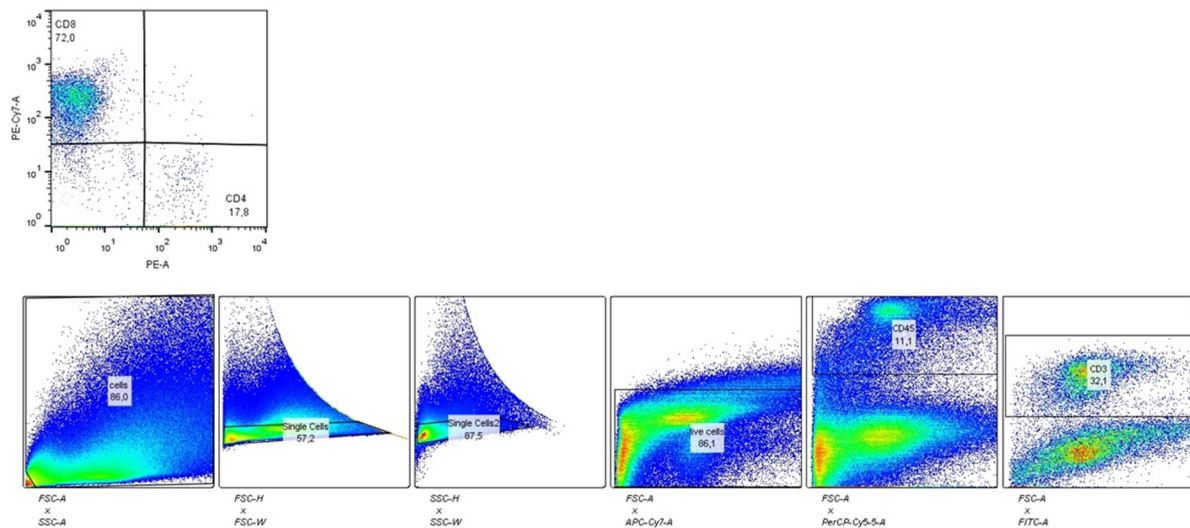 10⁴
CD8
72,0
10³
PE-Cy7-A
10²
10¹
CD4
17,8
10⁰
10⁰ 10¹ 10² 10³ 10⁴
PE-A
cells
86,0
Single Cells
57,2
Single Cells2
87,5
live cells
86,1
CD45
11,1
CD3
32,1
FSC-A
x
SSC-A
FSC-H
x
FSC-W
SSC-H
x
SSC-W
FSC-A
x
APC-Cy7-A
FSC-A
x
PerCP-Cy5-5-A
FSC-A
x
FITC-A